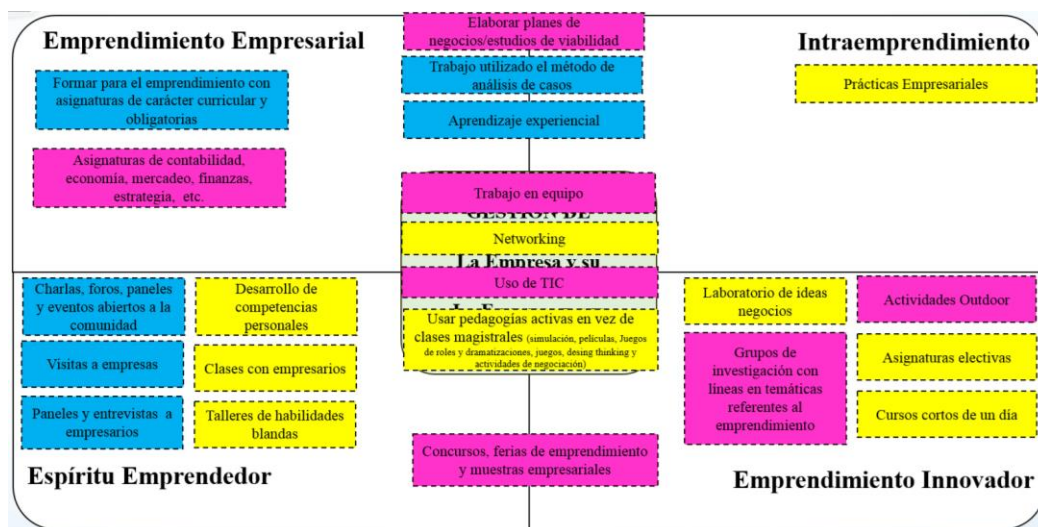 Emprendimiento Empresarial
Formar para el emprendimiento con
asignaturas de carácter curricular y
obligatorias
Asignaturas de contabilidad,
economía, mercadeo, finanzas,
estrategia, etc.
Elaborar planes de
negocios/estudios de viabilidad
Trabajo utilizado el método de
análisis de casos
Aprendizaje experiencial
Intraemprendimiento
Prácticas Empresariales
Trabajo en equipo
GESTIÓN DE
Networking
La Empresa y su
Uso de TIC
Usar pedagogías activas en vez de
clases magistrales (simulación, películas, Juegos
de roles y dramatizaciones, juegos, desing thinking y
actividades de negociación)
Charlas, foros, paneles
y eventos abiertos a la
comunidad
Desarrollo de
competencias
personales
Visitas a empresas
Clases con empresarios
Paneles y entrevistas a
empresarios
Talleres de habilidades
blandas
Espíritu Emprendedor
Concursos, ferias de emprendimiento
y muestras empresariales
Laboratorio de ideas
negocios
Actividades Outdoor
Grupos de
investigación con
líneas en temáticas
referentes al
emprendimiento
Asignaturas electivas
Cursos cortos de un día
Emprendimiento Innovador